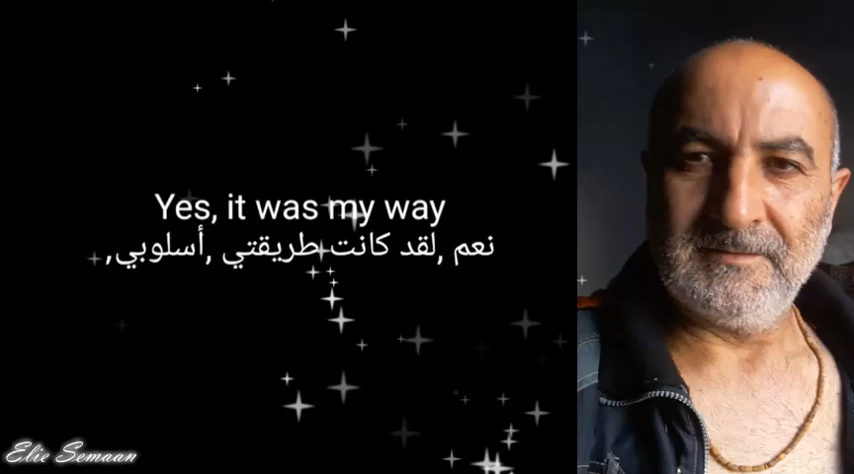 Yes, it was my way
نعم ,لقد كانت طريقتي ,أسلوبي,
Elie Semaan